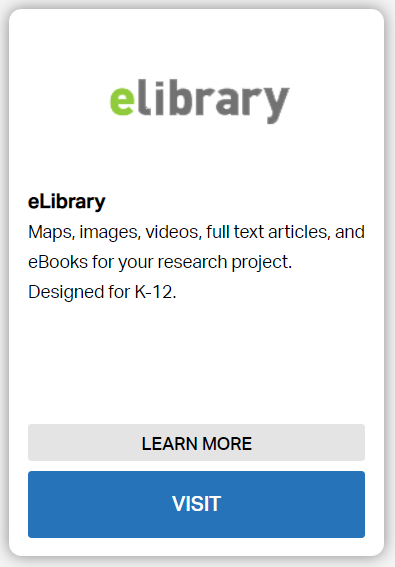 elibrary
eLibrary
Maps, images, videos, full text articles, and
eBooks for your research project.
Designed for K-12.
LEARN MORE
VISIT